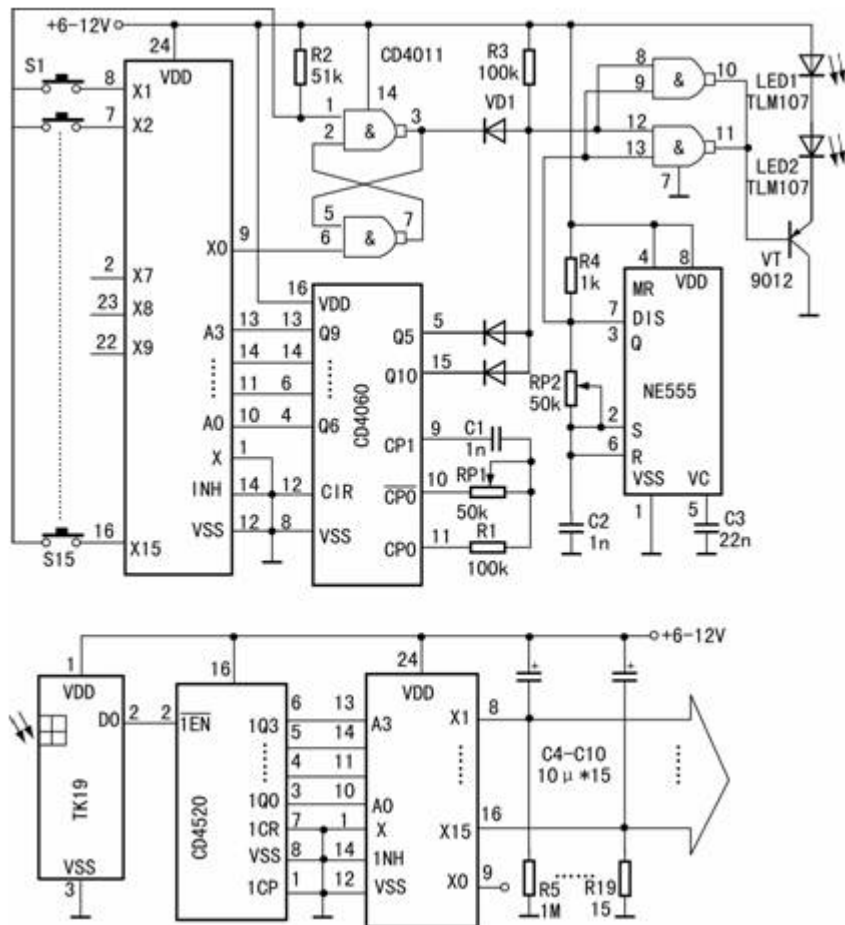 +6-12V
24
VDD
S1
8 X1
7 X2
R2
51k
CD4011
1
2
14
&
3
VD1
R3
100k
8
9
&
10
LED1
TLM107
12
13
&
11
7
LED2
TLM107
5
6
&
7
9 X0
VT
9012
2 X7
23 X8
22 X9
16 VDD
A3 13 13 Q9
14 14
11 6
A0 10 4 Q6
X 1
INH 14 12 CIR
VSS 12 8 VSS
CD4060
Q5 5
Q10 15
CP1 9
C1
1n
CP0 10
RP1
50k
CP0 11
R1
100k
S15
16 X15
R4
1k
4
MR
8
VDD
7 DIS
3 Q
RP2
50k
NE555
2 S
6 R
VSS VC
1
5
C2
1n
C3
22n
+6-12V
1
VDD
DO 2
TK19
VSS
3
16
2 1EN
CD4520
1Q3 6 13 A3
5 14
4 11
1Q0 3 10 A0
1CR 7 1 X
VSS 8 14 1NH
1CP 1 12 VSS
24
VDD
X1 8
X15 16
X0 9
+
+
C4-C10
10μ*15
R5
1M
R19
15